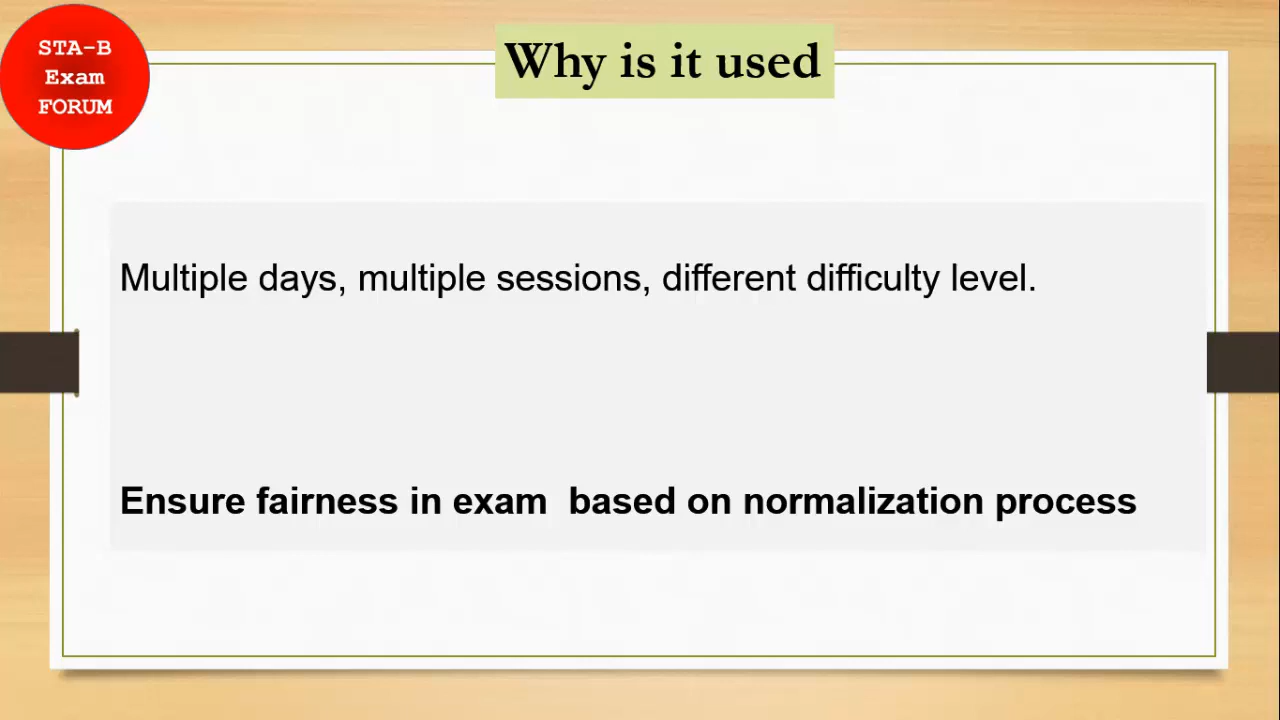 STA-B
Exam
FORUM
Why is it used
Multiple days, multiple sessions, different difficulty level.
Ensure fairness in exam  based on normalization process